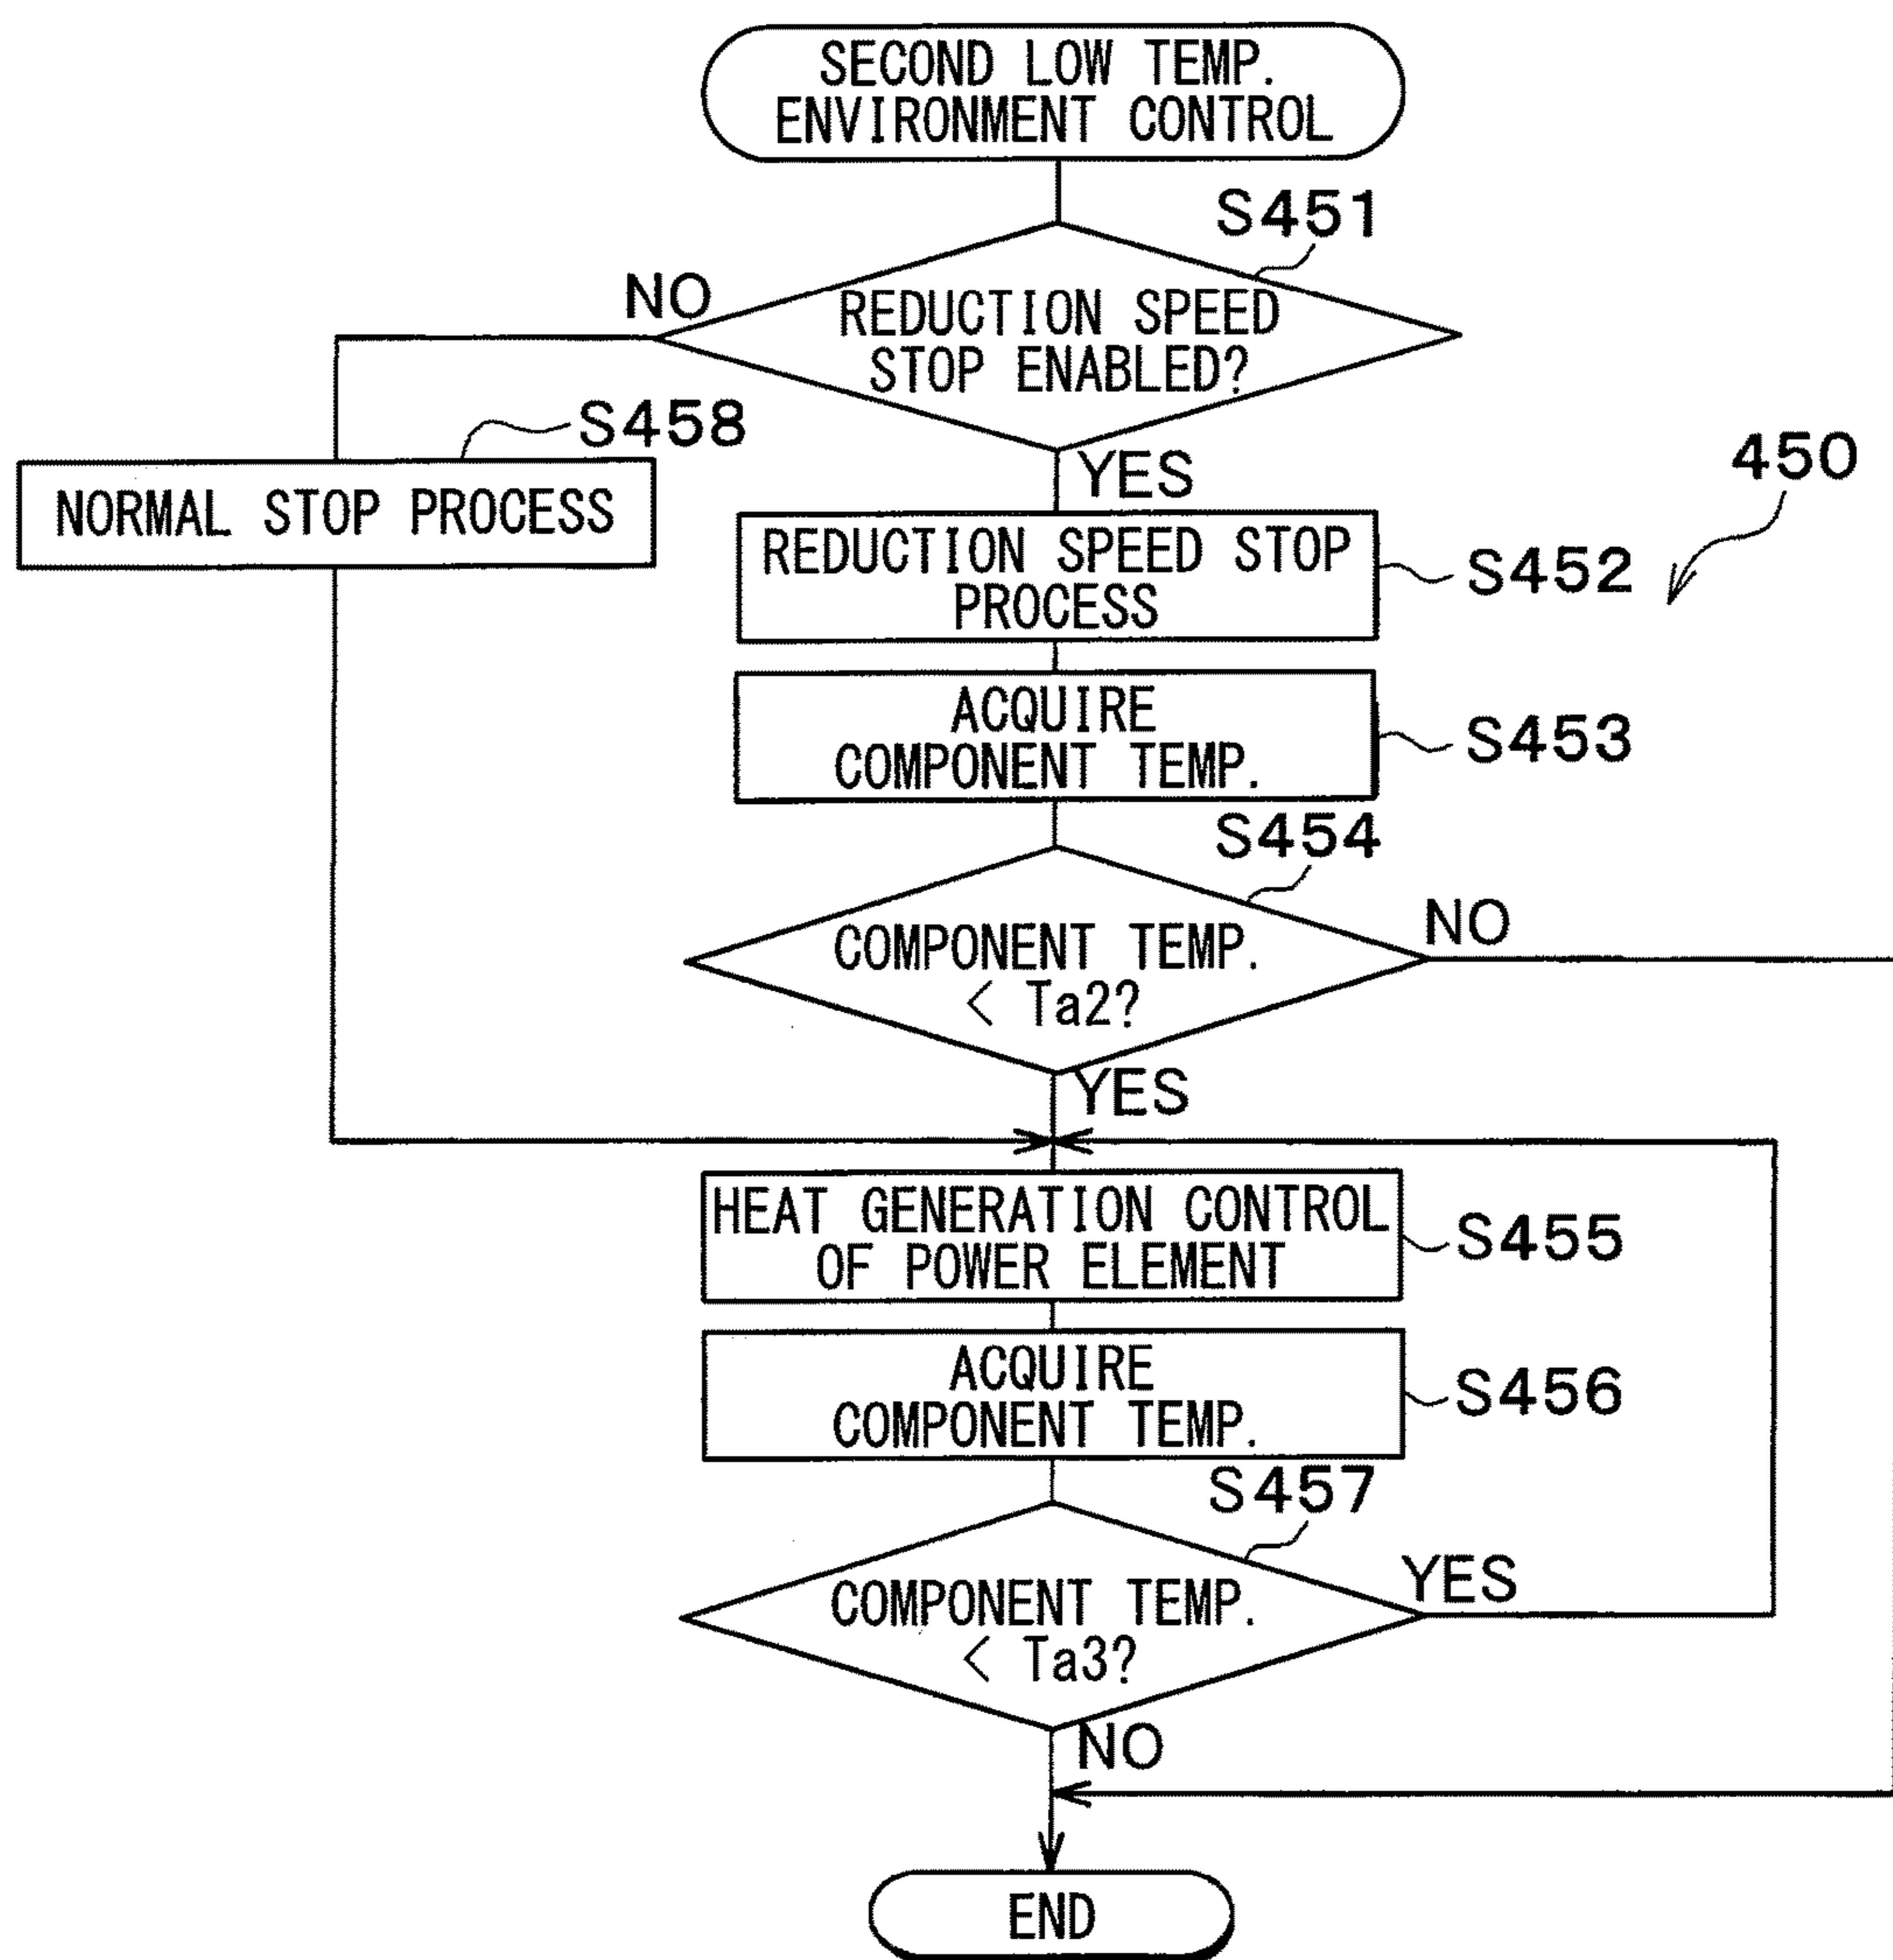 SECOND LOW TEMP.
ENVIRONMENT CONTROL
S451
NO
REDUCTION SPEED
STOP ENABLED?
S458
YES
450
NORMAL STOP PROCESS
REDUCTION SPEED STOP
PROCESS
S452
ACQUIRE
COMPONENT TEMP.
S453
S454
COMPONENT TEMP.
< Ta2?
NO
YES
HEAT GENERATION CONTROL
OF POWER ELEMENT
S455
ACQUIRE
COMPONENT TEMP.
S456
S457
COMPONENT TEMP.
< Ta3?
YES
NO
END